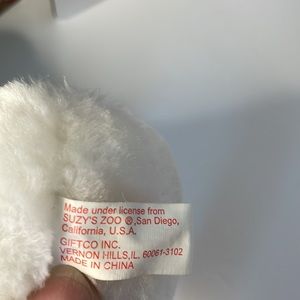 Made under license from
SUZY'S ZOO ®, San Diego,
California, U.S.A.
GIFTCO INC.
VERNON HILLS, IL. 60061-3102
MADE IN CHINA